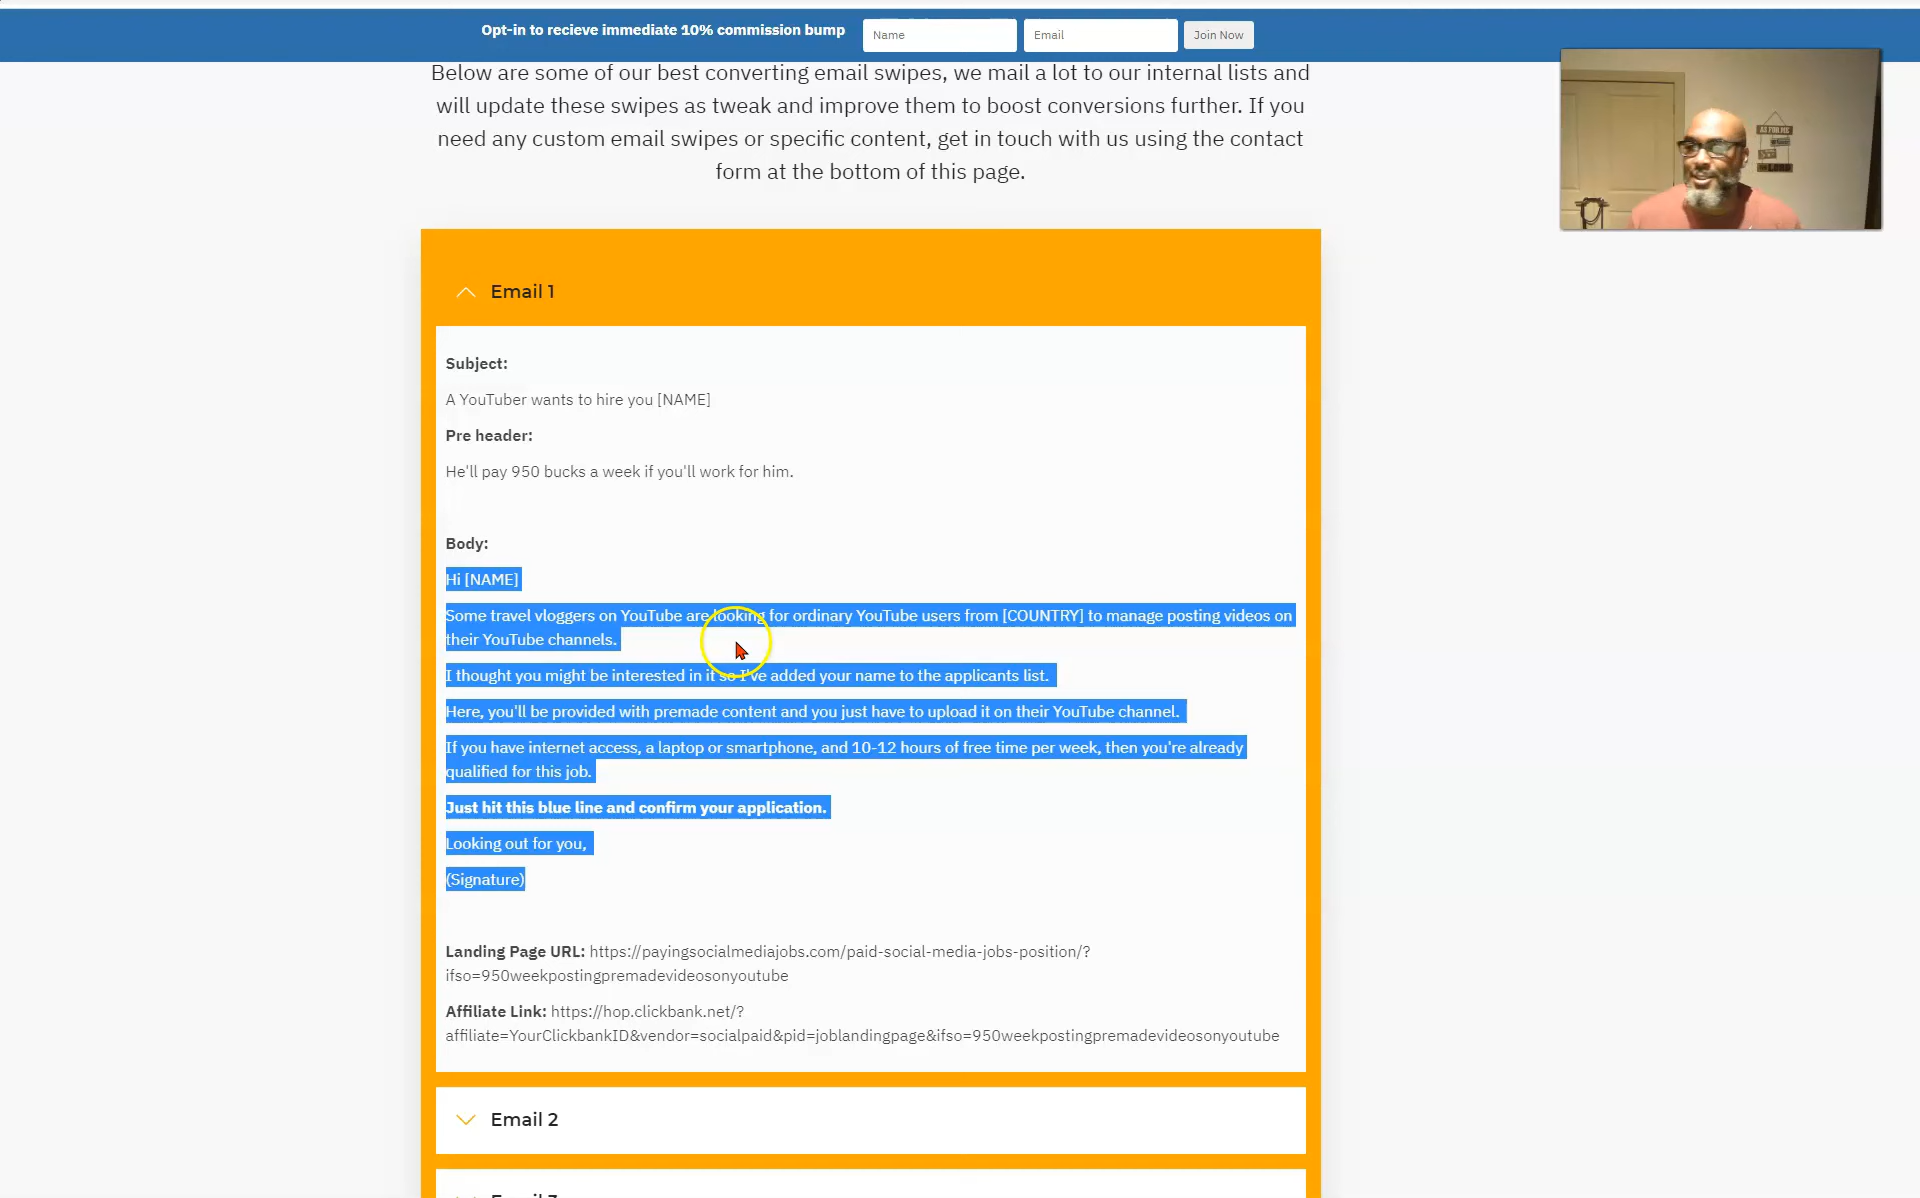 Opt-in to recieve immediate 10% commission bump
Name
Email
Join Now
Below are some of our best converting email swipes, we mail a lot to our internal lists and
will update these swipes as tweak and improve them to boost conversions further. If you
need any custom email swipes or specific content, get in touch with us using the contact
form at the bottom of this page.
AS FOR ME
LORD
Email 1
Subject:
A YouTuber wants to hire you [NAME]
Pre header:
He'll pay 950 bucks a week if you'll work for him.
Body:
Hi [NAME]
Some travel vloggers on YouTube are looking for ordinary YouTube users from [COUNTRY] to manage posting videos on
their YouTube channels.
I thought you might be interested in it so I've added your name to the applicants list.
Here, you'll be provided with premade content and you just have to upload it on their YouTube channel.
If you have internet access, a laptop or smartphone, and 10-12 hours of free time per week, then you're already
qualified for this job.
Just hit this blue line and confirm your application.
Looking out for you,
(Signature)
Landing Page URL: https://payingsocialmediajobs.com/paid-social-media-jobs-position/?
ifso=950weekpostingpremadevideosonyoutube
Affiliate Link: https://hop.clickbank.net/?
affiliate=YourClickbankID&vendor=socialpaid&pid=joblandingpage&ifso=950weekpostingpremadevideosonyoutube
Email 2